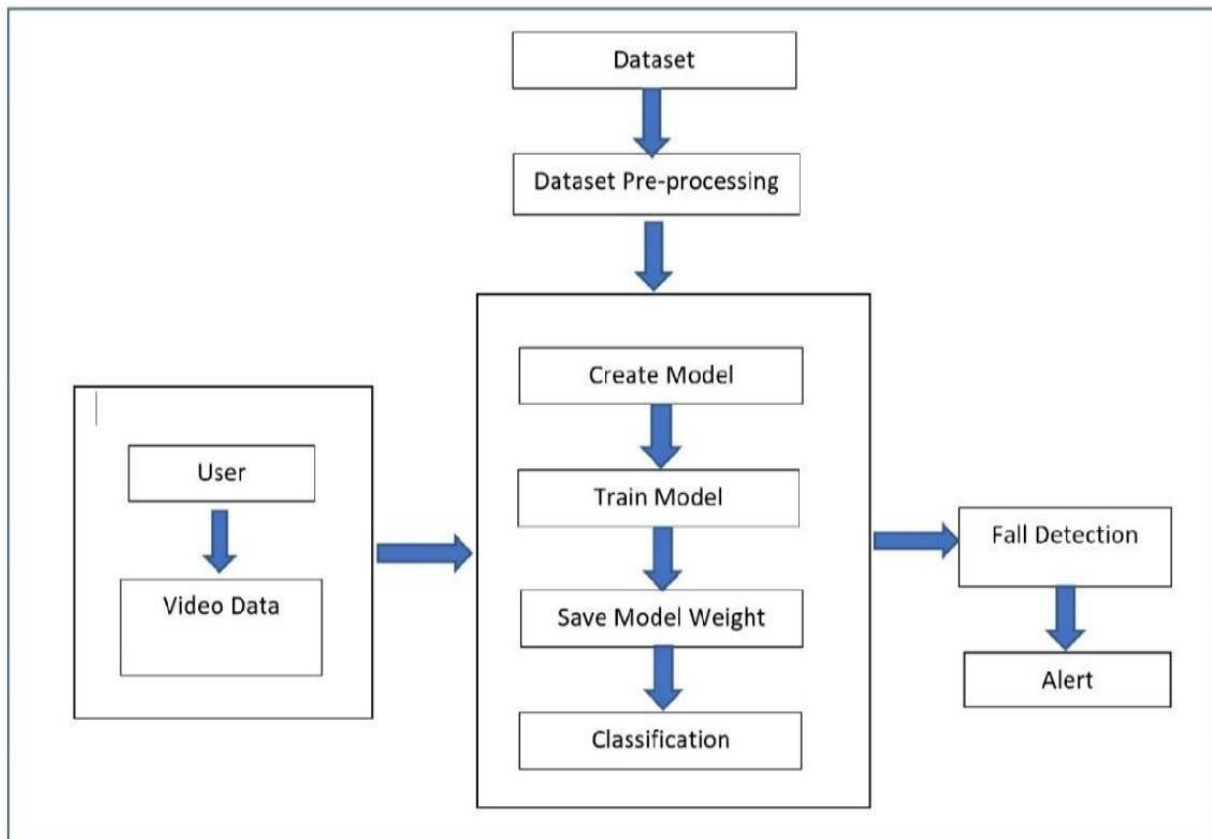 Dataset
Dataset Pre-processing
Create Model
User
Train Model
Fall Detection
Video Data
Save Model Weight
Alert
Classification